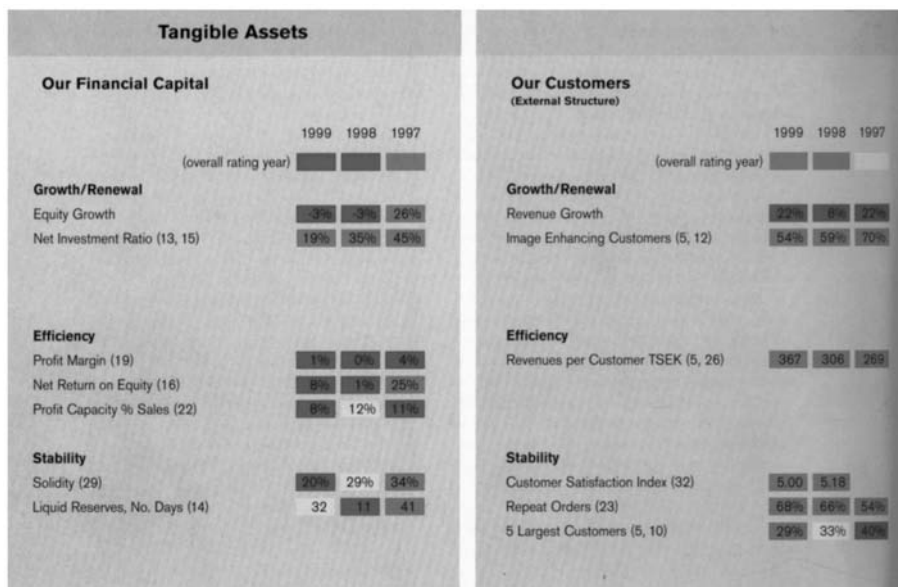 Tangible Assets
Our Financial Capital
1999 1998 1997
(overall rating year)
Growth/Renewal
Equity Growth -3% -3% 26%
Net Investment Ratio (13, 15) 19% 35% 45%
Efficiency
Profit Margin (19) 1% 0% 4%
Net Return on Equity (16) 8% 1% 25%
Profit Capacity % Sales (22) 8% 12% 11%
Stability
Solidity (29) 20% 29% 34%
Liquid Reserves, No. Days (14) 32 11 41
Our Customers
(External Structure)
1999 1998 1997
(overall rating year)
Growth/Renewal
Revenue Growth 22% 8% 22%
Image Enhancing Customers (5, 12) 54% 59% 70%
Efficiency
Revenues per Customer TSEK (5, 26) 367 306 269
Stability
Customer Satisfaction Index (32) 5.00 5.18
Repeat Orders (23) 68% 66% 54%
5 Largest Customers (5, 10) 29% 33% 40%